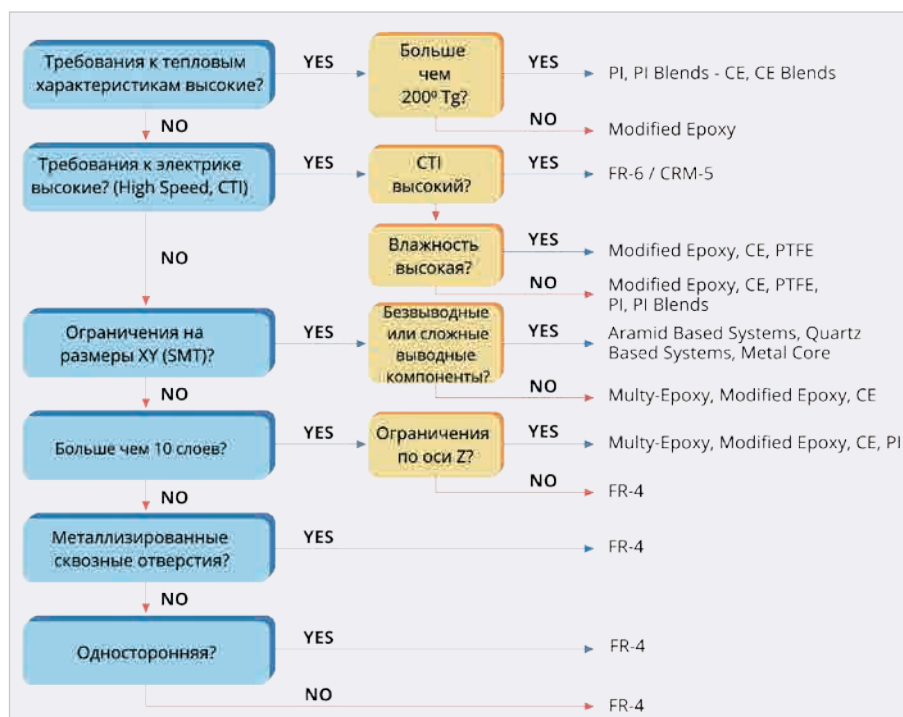 Требования к тепловым
характеристикам высокие?
YES
Больше
чем
200º Tg?
YES
PI, PI Blends - CE, CE Blends
NO
Modified Epoxy
NO
Требования к электрике
высокие? (High Speed, CTI)
YES
CTI
высокий?
YES
FR-6 / CRM-5
Влажность
высокая?
YES
Modified Epoxy, CE, PTFE
NO
Modified Epoxy, CE, PTFE,
PI, PI Blends
NO
Ограничения на
размеры XY (SMT)?
YES
Безвыводные
или сложные
выводные
компоненты?
YES
Aramid Based Systems, Quartz
Based Systems, Metal Core
NO
Multy-Epoxy, Modified Epoxy, CE
NO
Больше чем 10 слоев?
YES
Ограничения
по оси Z?
YES
Multy-Epoxy, Modified Epoxy, CE, PI
NO
FR-4
NO
Металлизированные
сквозные отверстия?
YES
FR-4
NO
Односторонняя?
YES
FR-4
NO
FR-4